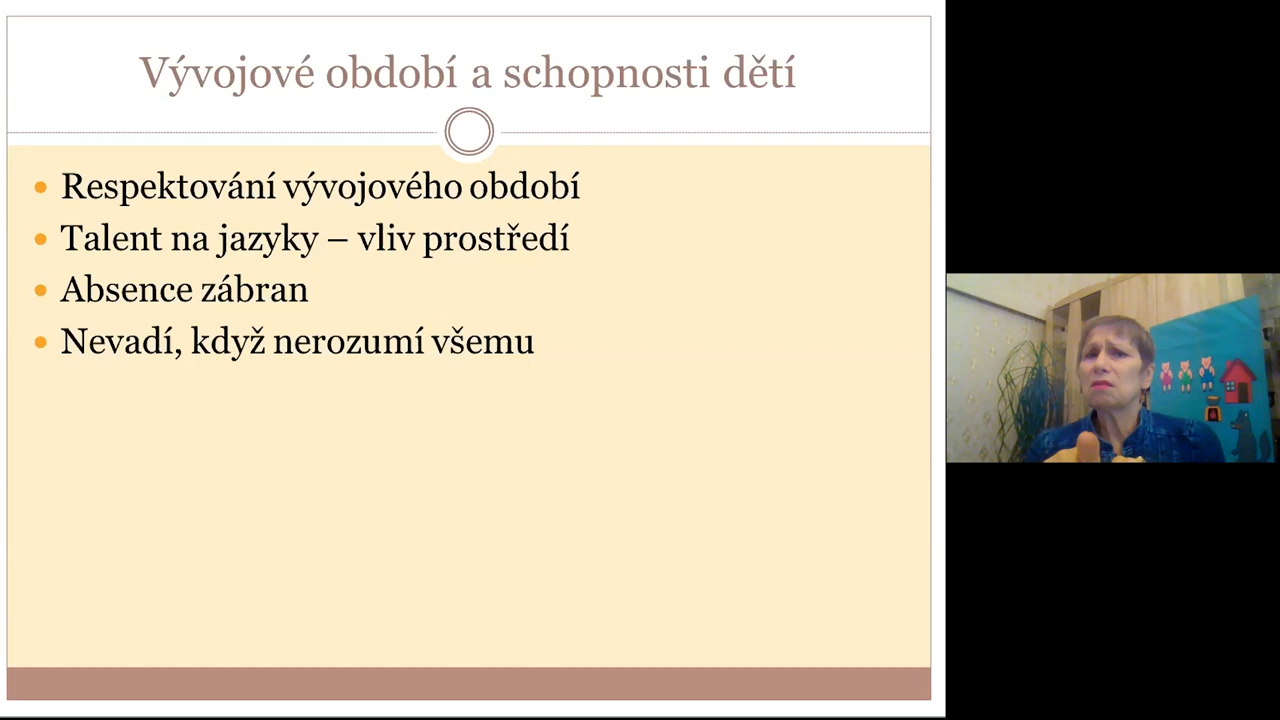 Vývojové období a schopnosti dětí
Respektování vývojového období
Talent na jazyky – vliv prostředí
Absence zábran
Nevadí, když nerozumí všemu